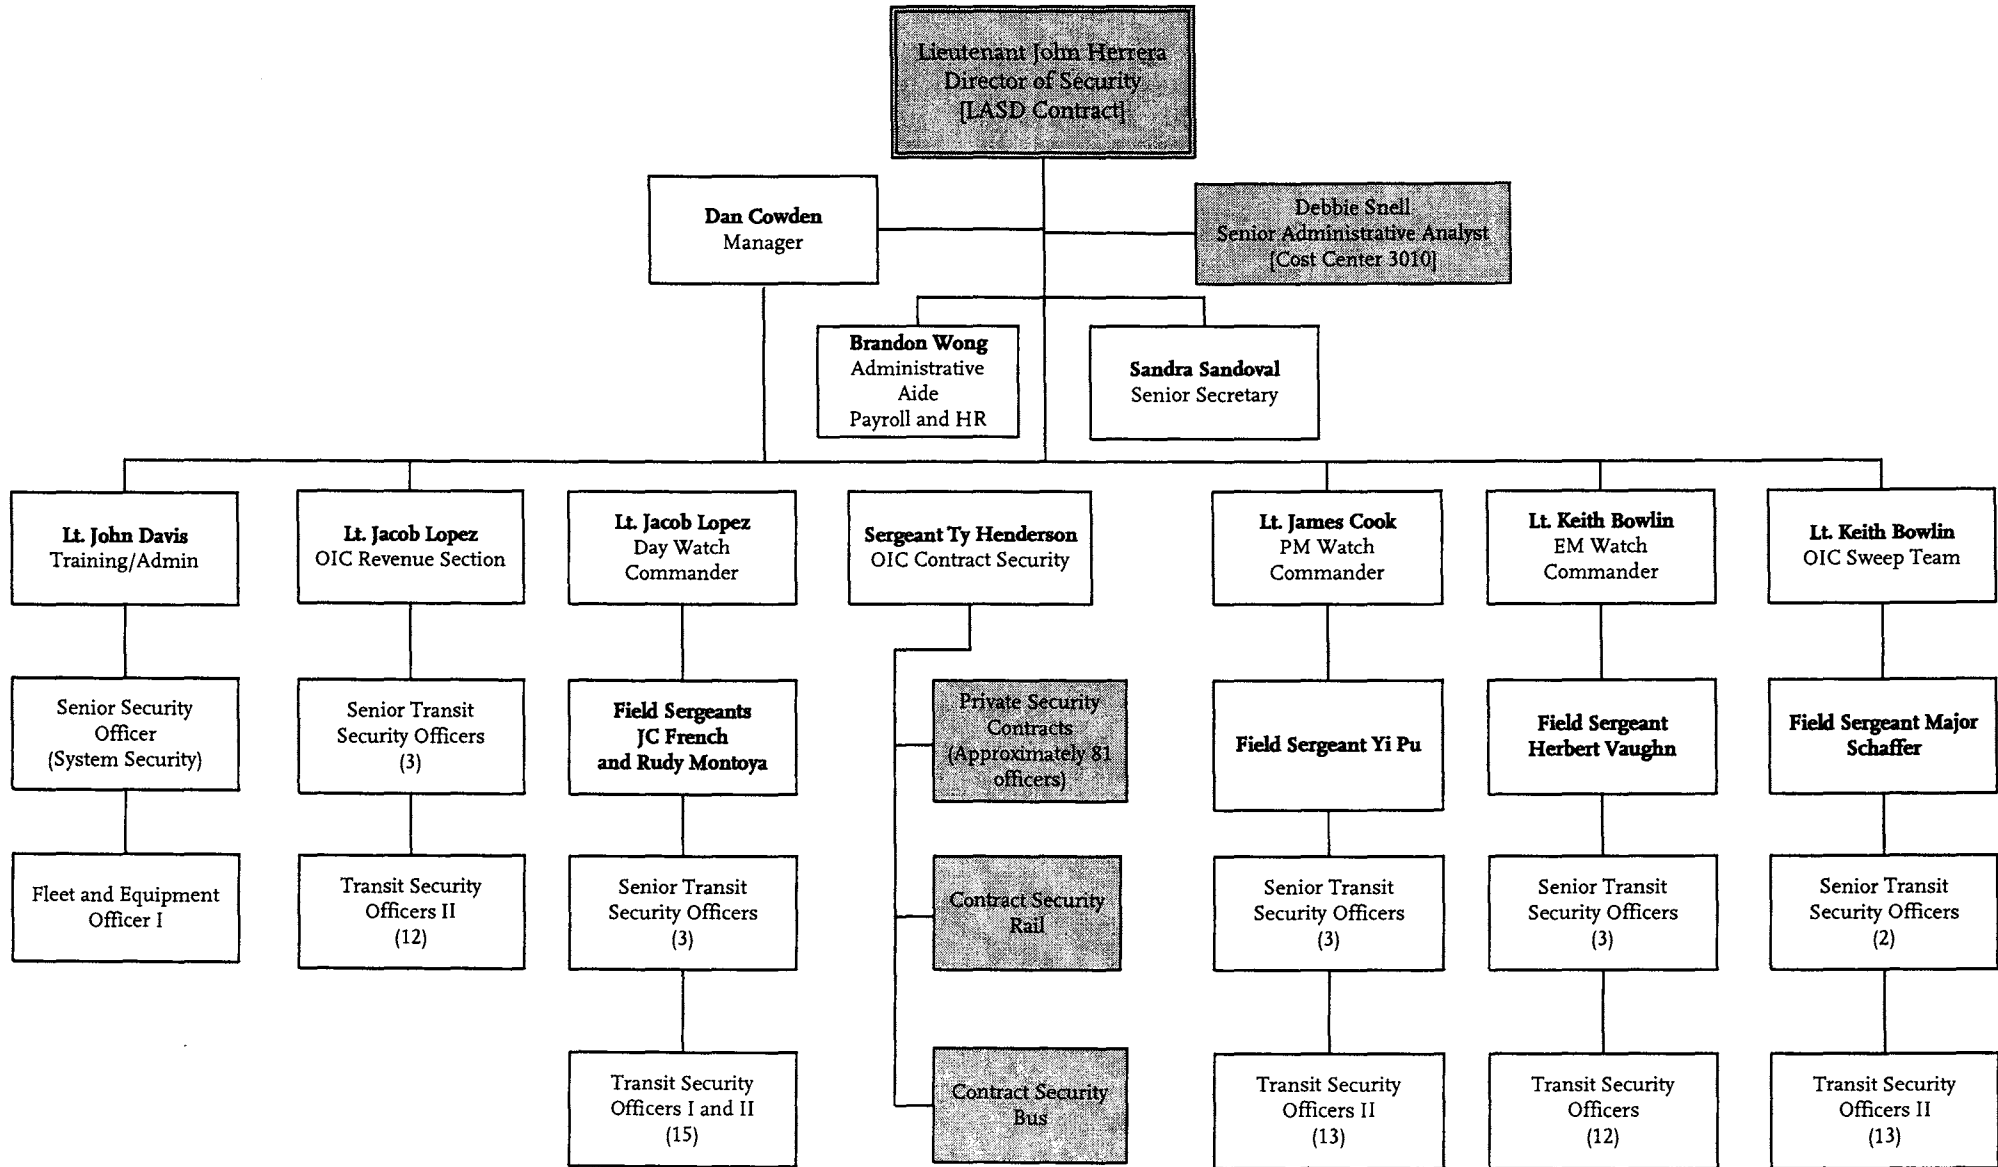 Lieutenant John Herrera
Director of Security
[LASD Contract]
Dan Cowden
Manager
Debbie Snell
Senior Administrative Analyst
[Cost Center 3010]
Brandon Wong
Administrative
Aide
Payroll and HR
Sandra Sandoval
Senior Secretary
Lt. John Davis
Training/Admin
Lt. Jacob Lopez
OIC Revenue Section
Lt. Jacob Lopez
Day Watch
Commander
Sergeant Ty Henderson
OIC Contract Security
Lt. James Cook
PM Watch
Commander
Lt. Keith Bowlin
EM Watch
Commander
Lt. Keith Bowlin
OIC Sweep Team
Senior Security
Officer
(System Security)
Senior Transit
Security Officers
(3)
Field Sergeants
JC French
and Rudy Montoya
Private Security
Contracts
(Approximately 81
officers)
Field Sergeant Yi Pu
Field Sergeant
Herbert Vaughn
Field Sergeant Major
Schaffer
Fleet and Equipment
Officer I
Transit Security
Officers II
(12)
Senior Transit
Security Officers
(3)
Contract Security
Rail
Senior Transit
Security Officers
(3)
Senior Transit
Security Officers
(3)
Senior Transit
Security Officers
(2)
Transit Security
Officers I and II
(15)
Contract Security
Bus
Transit Security
Officers II
(13)
Transit Security
Officers
(12)
Transit Security
Officers II
(13)